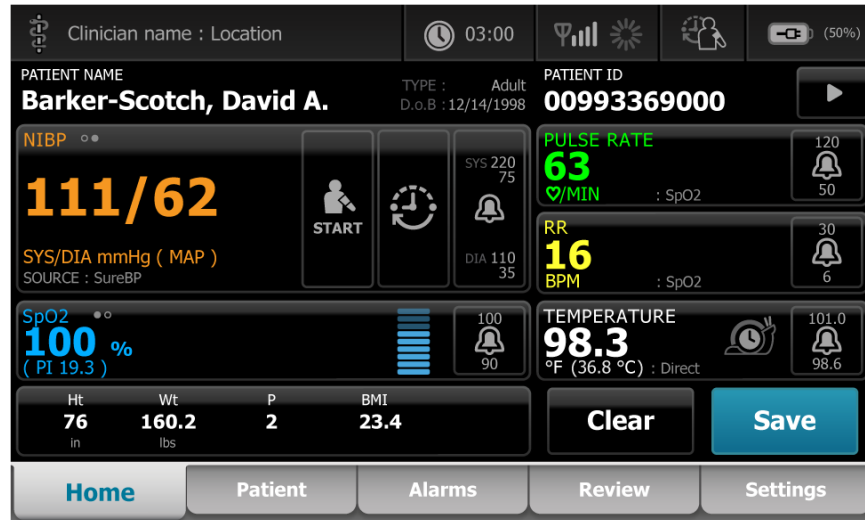 Clinician name : Location
03:00
(50%)
PATIENT NAME
Barker-Scotch, David A.
TYPE : Adult
D.o.B : 12/14/1998
PATIENT ID
00993369000
NIBP
111/62
SYS/DIA mmHg ( MAP )
SOURCE : SureBP
START
SYS 220
75
DIA 110
35
PULSE RATE
63
/MIN : SpO2
120
50
RR
16
BPM : SpO2
30
6
SpO2
100 %
( PI 19.3 )
100
90
TEMPERATURE
98.3
°F (36.8 °C) : Direct
101.0
98.6
Ht Wt P BMI
76 160.2 2 23.4
in lbs
Clear
Save
Home Patient Alarms Review Settings